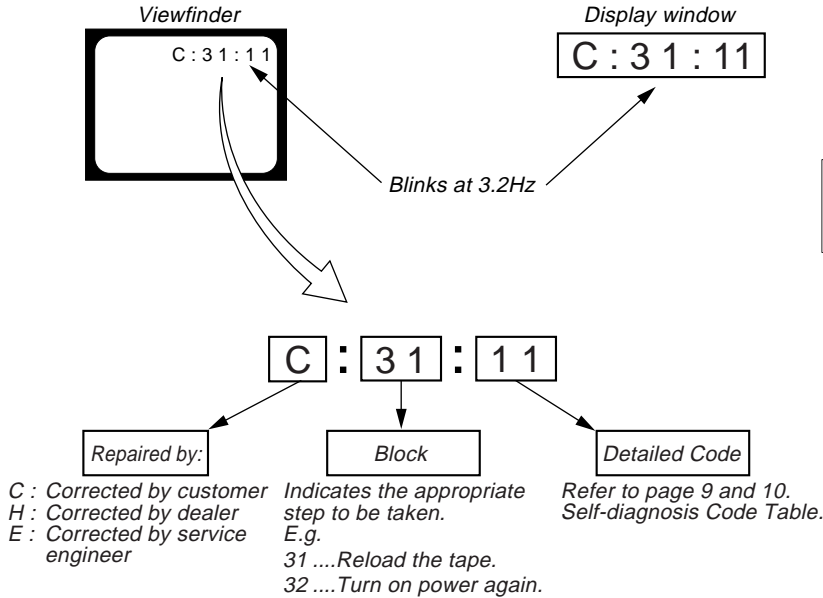 Viewfinder
Display window
C : 3 1 : 1 1
C : 3 1 : 11
Blinks at 3.2Hz
C : 3 1 : 1 1
Repaired by:
Block
Detailed Code
C : Corrected by customer
H : Corrected by dealer
E : Corrected by service
engineer
Indicates the appropriate
step to be taken.
E.g.
31 ....Reload the tape.
32 ....Turn on power again.
Refer to page 9 and 10.
Self-diagnosis Code Table.